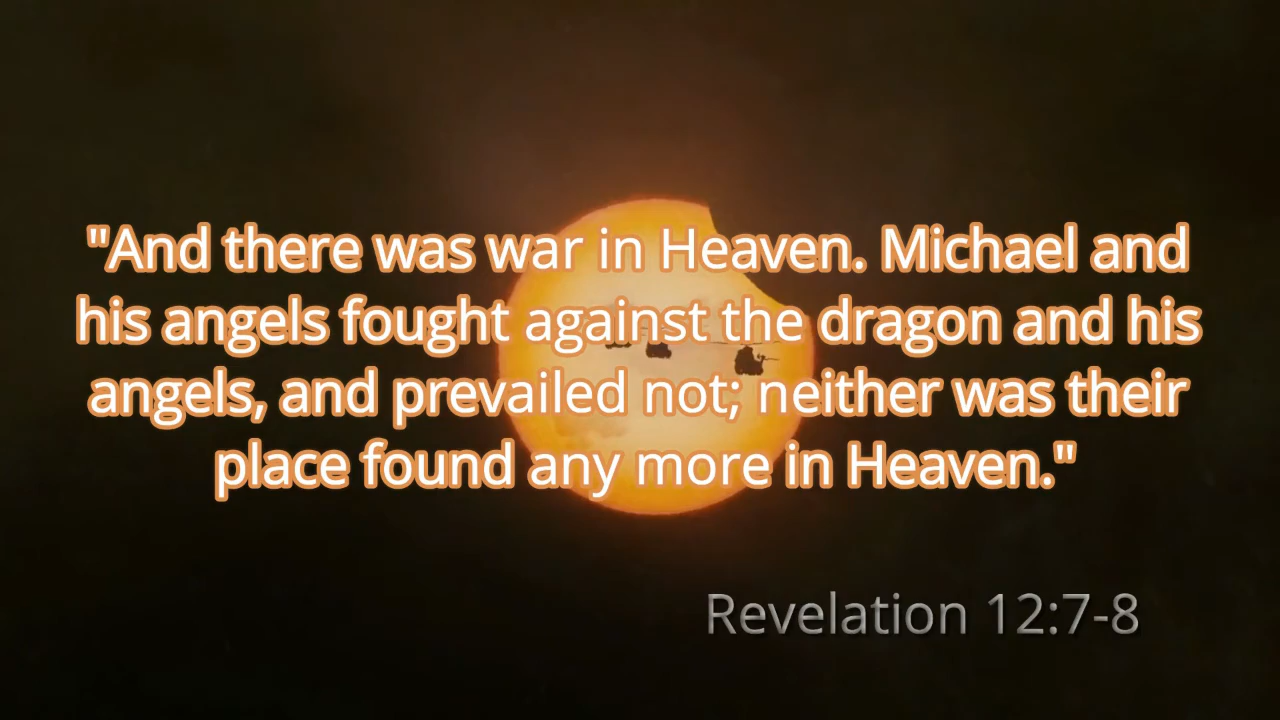 "And there was war in Heaven. Michael and
his angels fought against the dragon and his
angels, and prevailed not; neither was their
place found any more in Heaven."
Revelation 12:7-8